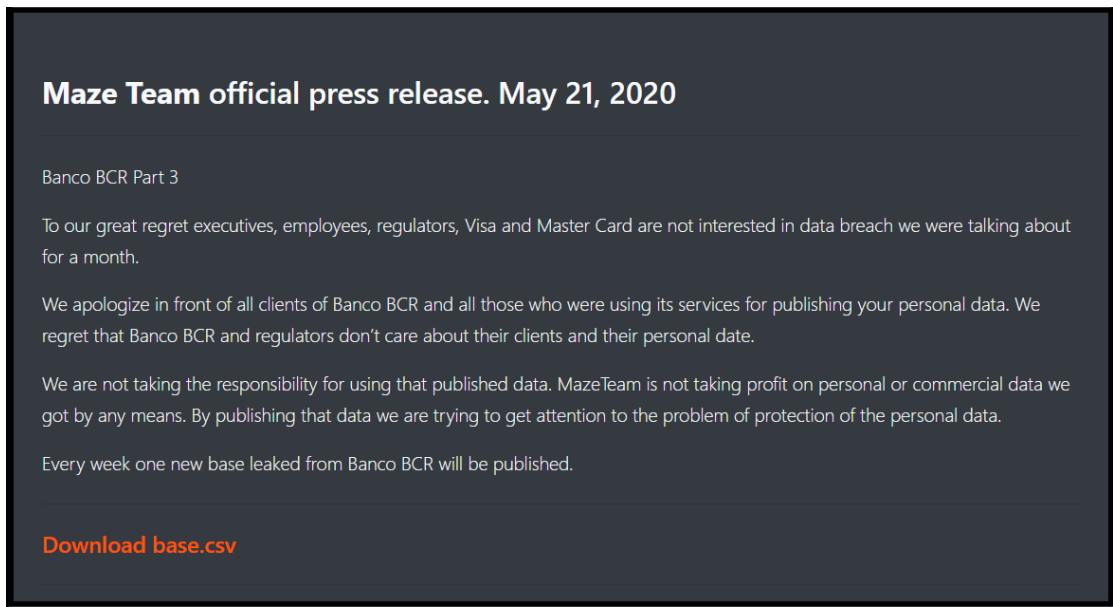 Maze Team official press release. May 21, 2020
Banco BCR Part 3
To our great regret executives, employees, regulators, Visa and Master Card are not interested in data breach we were talking about
for a month.
We apologize in front of all clients of Banco BCR and all those who were using its services for publishing your personal data. We
regret that Banco BCR and regulators don't care about their clients and their personal date.
We are not taking the responsibility for using that published data. MazeTeam is not taking profit on personal or commercial data we
got by any means. By publishing that data we are trying to get attention to the problem of protection of the personal data.
Every week one new base leaked from Banco BCR will be published.
Download base.csv